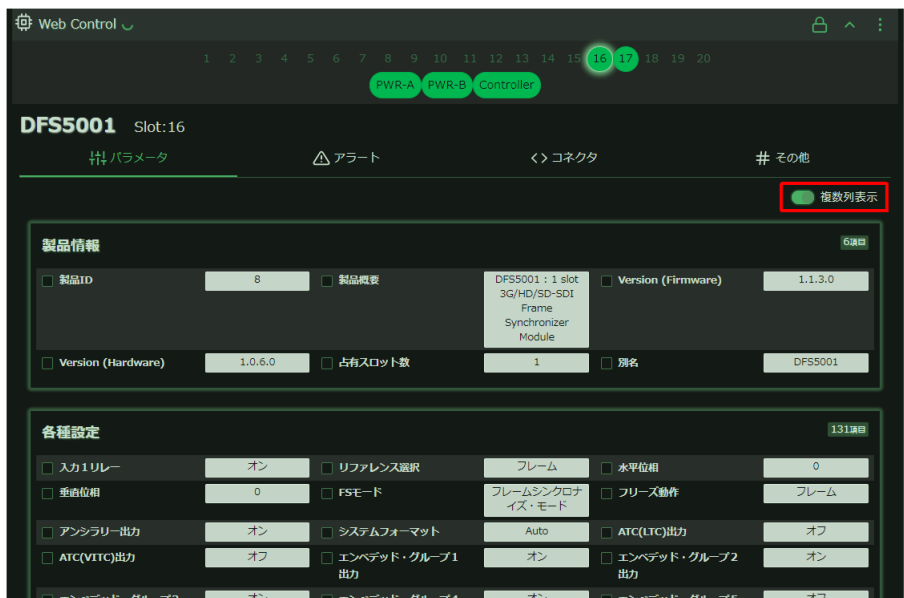 Web Control
1 2 3 4 5 6 7 8 9 10 11 12 13 14 15 16 17 18 19 20
PWR-A PWR-B Controller
DFS5001 Slot:16
パラメータ アラート コネクタ その他
複数列表示
製品情報 6項目
製品ID 8 製品概要 DFS5001 : 1 slot Version (Firmware) 1.1.3.0
3G/HD/SD-SDI
Frame
Synchronizer
Module
Version (Hardware) 1.0.6.0 占有スロット数 1 別名 DFS5001
各種設定 131項目
入力1リレー オン リファレンス選択 フレーム 水平位相 0
垂直位相 0 FSモード フレームシンクロナ フリーズ動作 フレーム
イズ・モード
アンシラリー出力 オン システムフォーマット Auto ATC(LTC)出力 オフ
ATC(VITC)出力 オフ エンベデッド・グループ1 オン エンベデッド・グループ2 オン
出力 出力